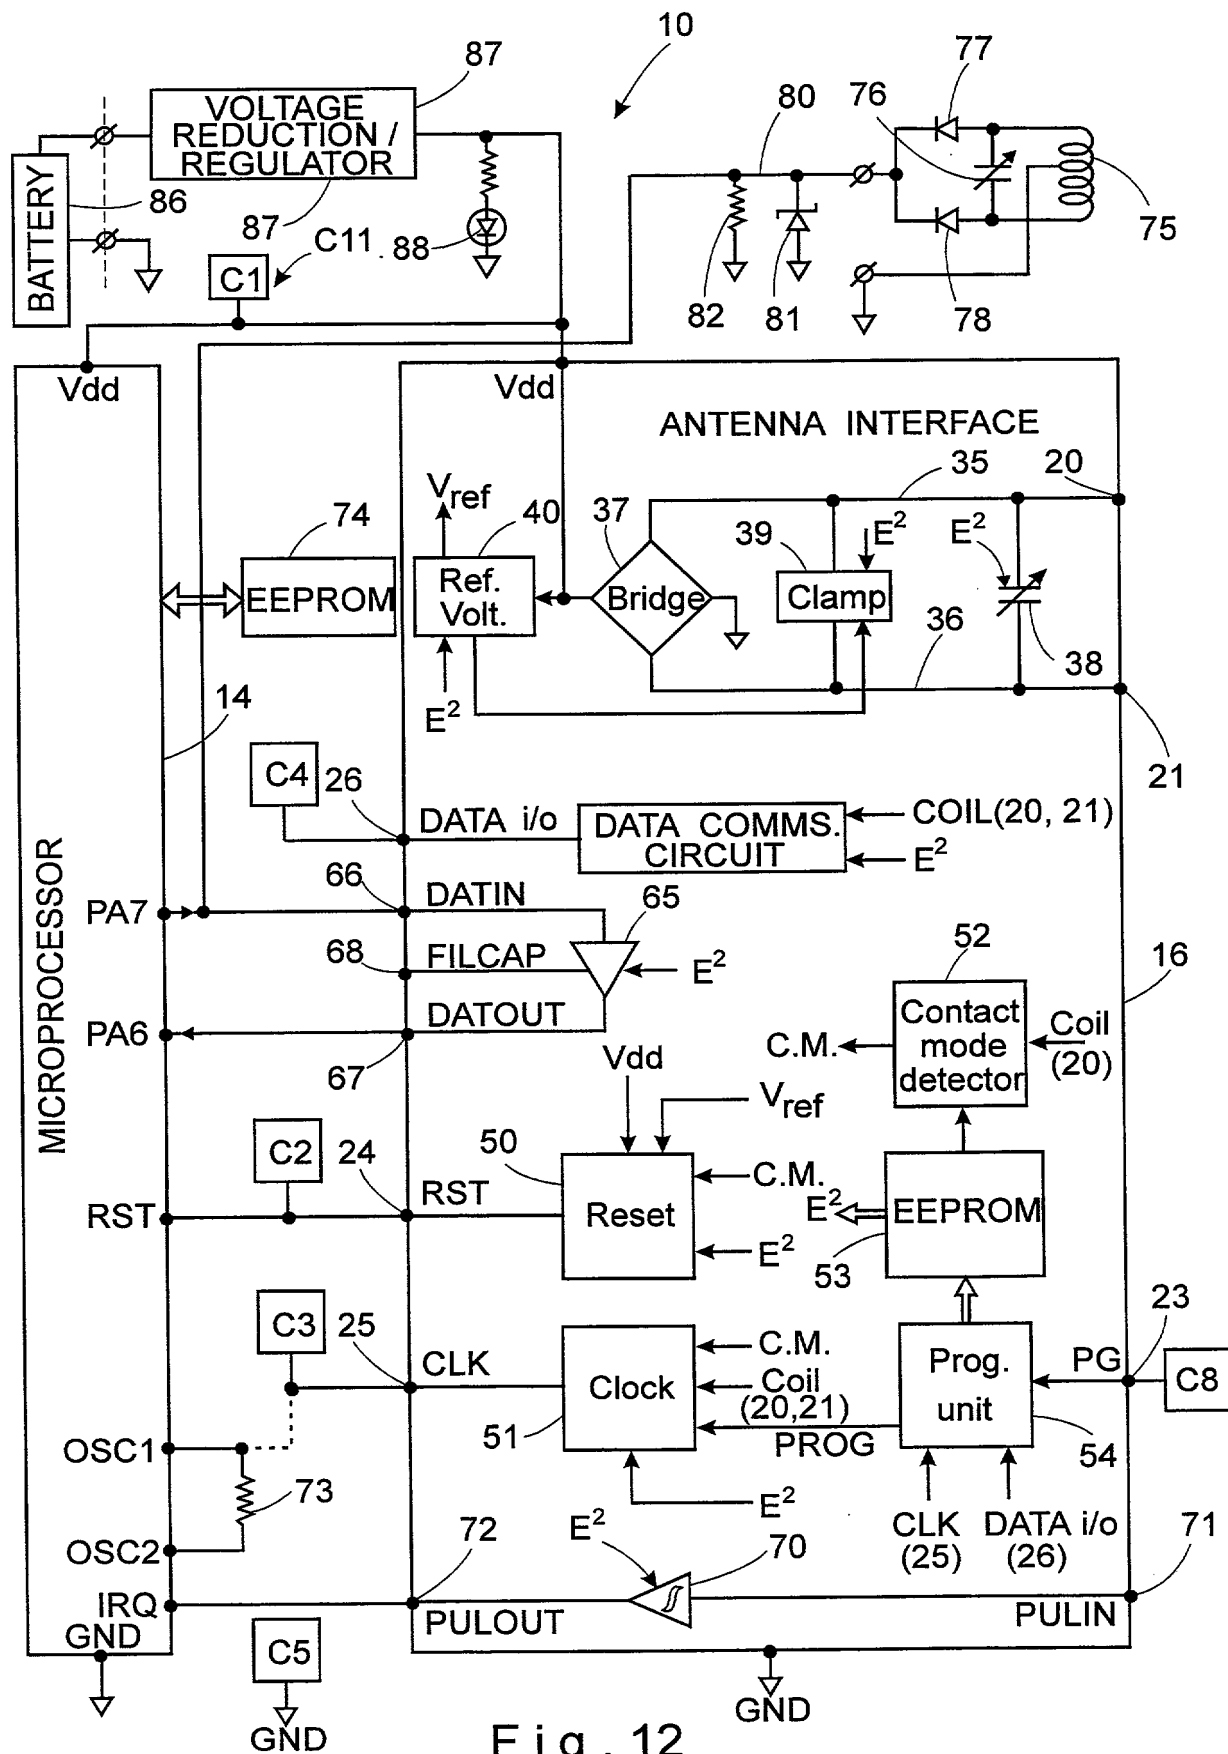 10
87
77
76
80
VOLTAGE
REDUCTION /
REGULATOR
BATTERY
86
87
C11
88
C1
82
81
78
75
Vdd
Vdd
ANTENNA INTERFACE
Vref
74
40
37
35
20
39
E²
E²
EEPROM
Ref.
Volt.
Bridge
Clamp
36
38
E²
14
21
C4
26
DATA i/o
DATA COMMS.
CIRCUIT
COIL(20, 21)
E²
MICROPROCESSOR
PA7
66
DATIN
65
68
FILCAP
E²
52
16
PA6
DATOUT
67
Contact
mode
detector
C.M.
Coil
(20)
Vdd
Vref
C2
24
50
RST
RST
Reset
C.M.
E²
E²
EEPROM
53
C3
25
CLK
Clock
51
C.M.
Coil
(20,21)
PROG
E²
Prog.
unit
PG
23
C8
54
OSC1
73
OSC2
CLK
(25)
DATA i/o
(26)
71
72
E²
70
IRQ
PULOUT
PULIN
GND
C5
GND
GND
Fig. 12